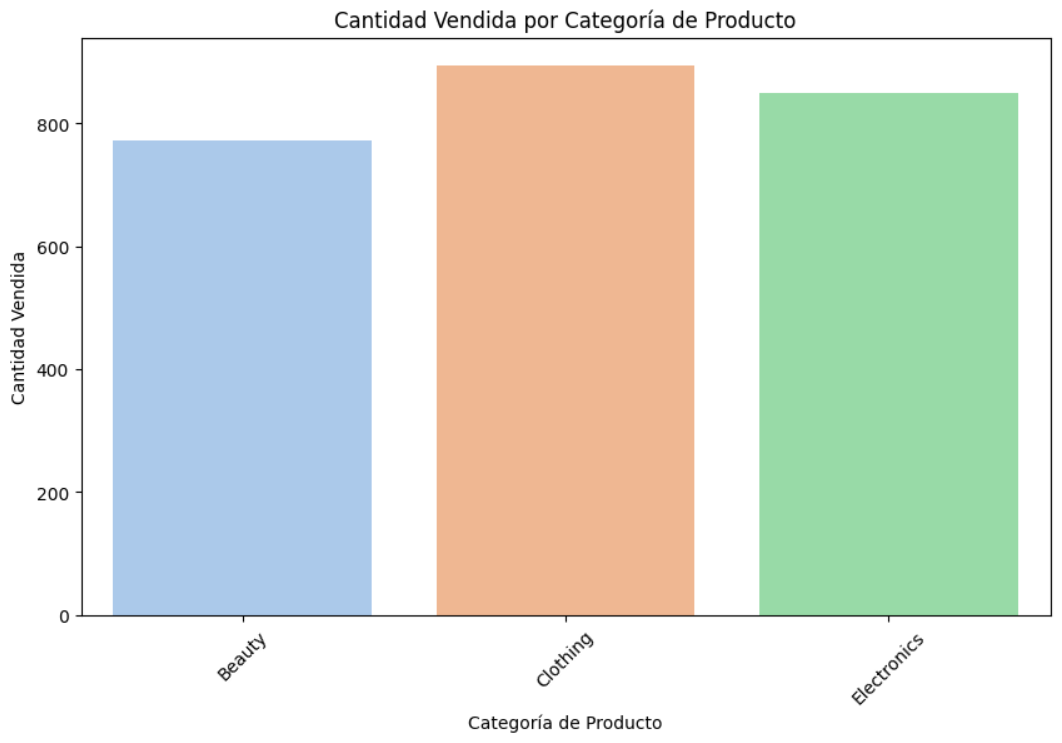 Cantidad Vendida por Categoría de Producto
Cantidad Vendida
800
600
400
200
0
Beauty
Clothing
Electronics
Categoría de Producto